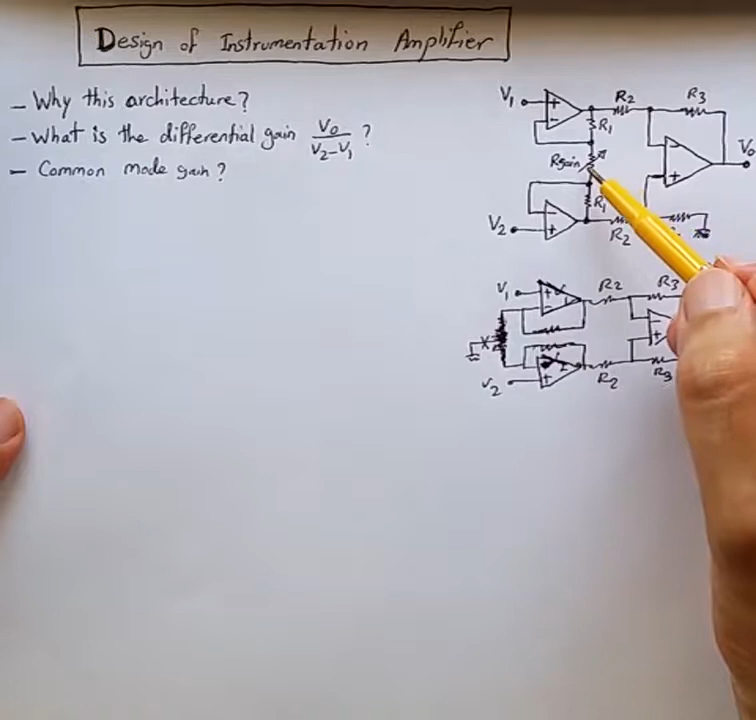 Design of Instrumentation Amplifier
- Why this architecture?
- What is the differential gain Vo / V2-V1 ?
- Common mode gain?
V1
R2
R3
R1
Rgain
Vo
R1
V2
R2
V1
R2
R3
V2
R2
R3